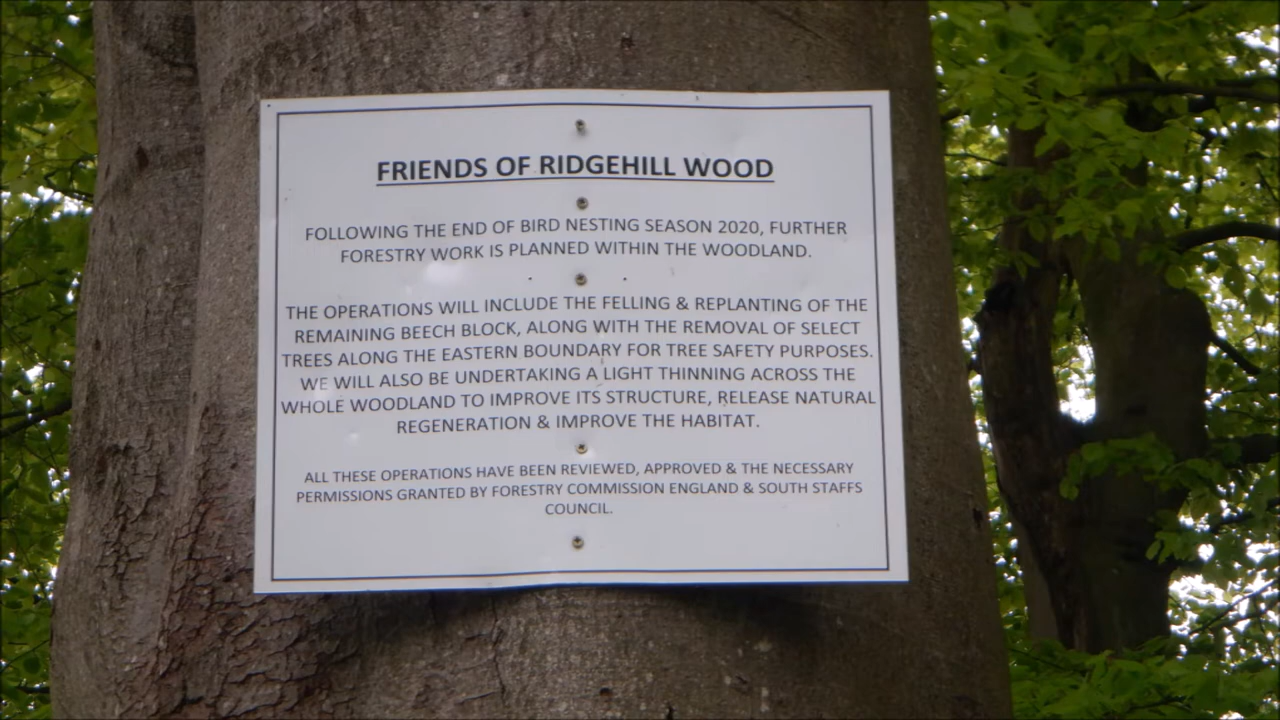 FRIENDS OF RIDGEHILL WOOD
FOLLOWING THE END OF BIRD NESTING SEASON 2020, FURTHER
FORESTRY WORK IS PLANNED WITHIN THE WOODLAND.
THE OPERATIONS WILL INCLUDE THE FELLING & REPLANTING OF THE
REMAINING BEECH BLOCK, ALONG WITH THE REMOVAL OF SELECT
TREES ALONG THE EASTERN BOUNDARY FOR TREE SAFETY PURPOSES.
WE WILL ALSO BE UNDERTAKING A LIGHT THINNING ACROSS THE
WHOLE WOODLAND TO IMPROVE ITS STRUCTURE, RELEASE NATURAL
REGENERATION & IMPROVE THE HABITAT.
ALL THESE OPERATIONS HAVE BEEN REVIEWED, APPROVED & THE NECESSARY
PERMISSIONS GRANTED BY FORESTRY COMMISSION ENGLAND & SOUTH STAFFS
COUNCIL.